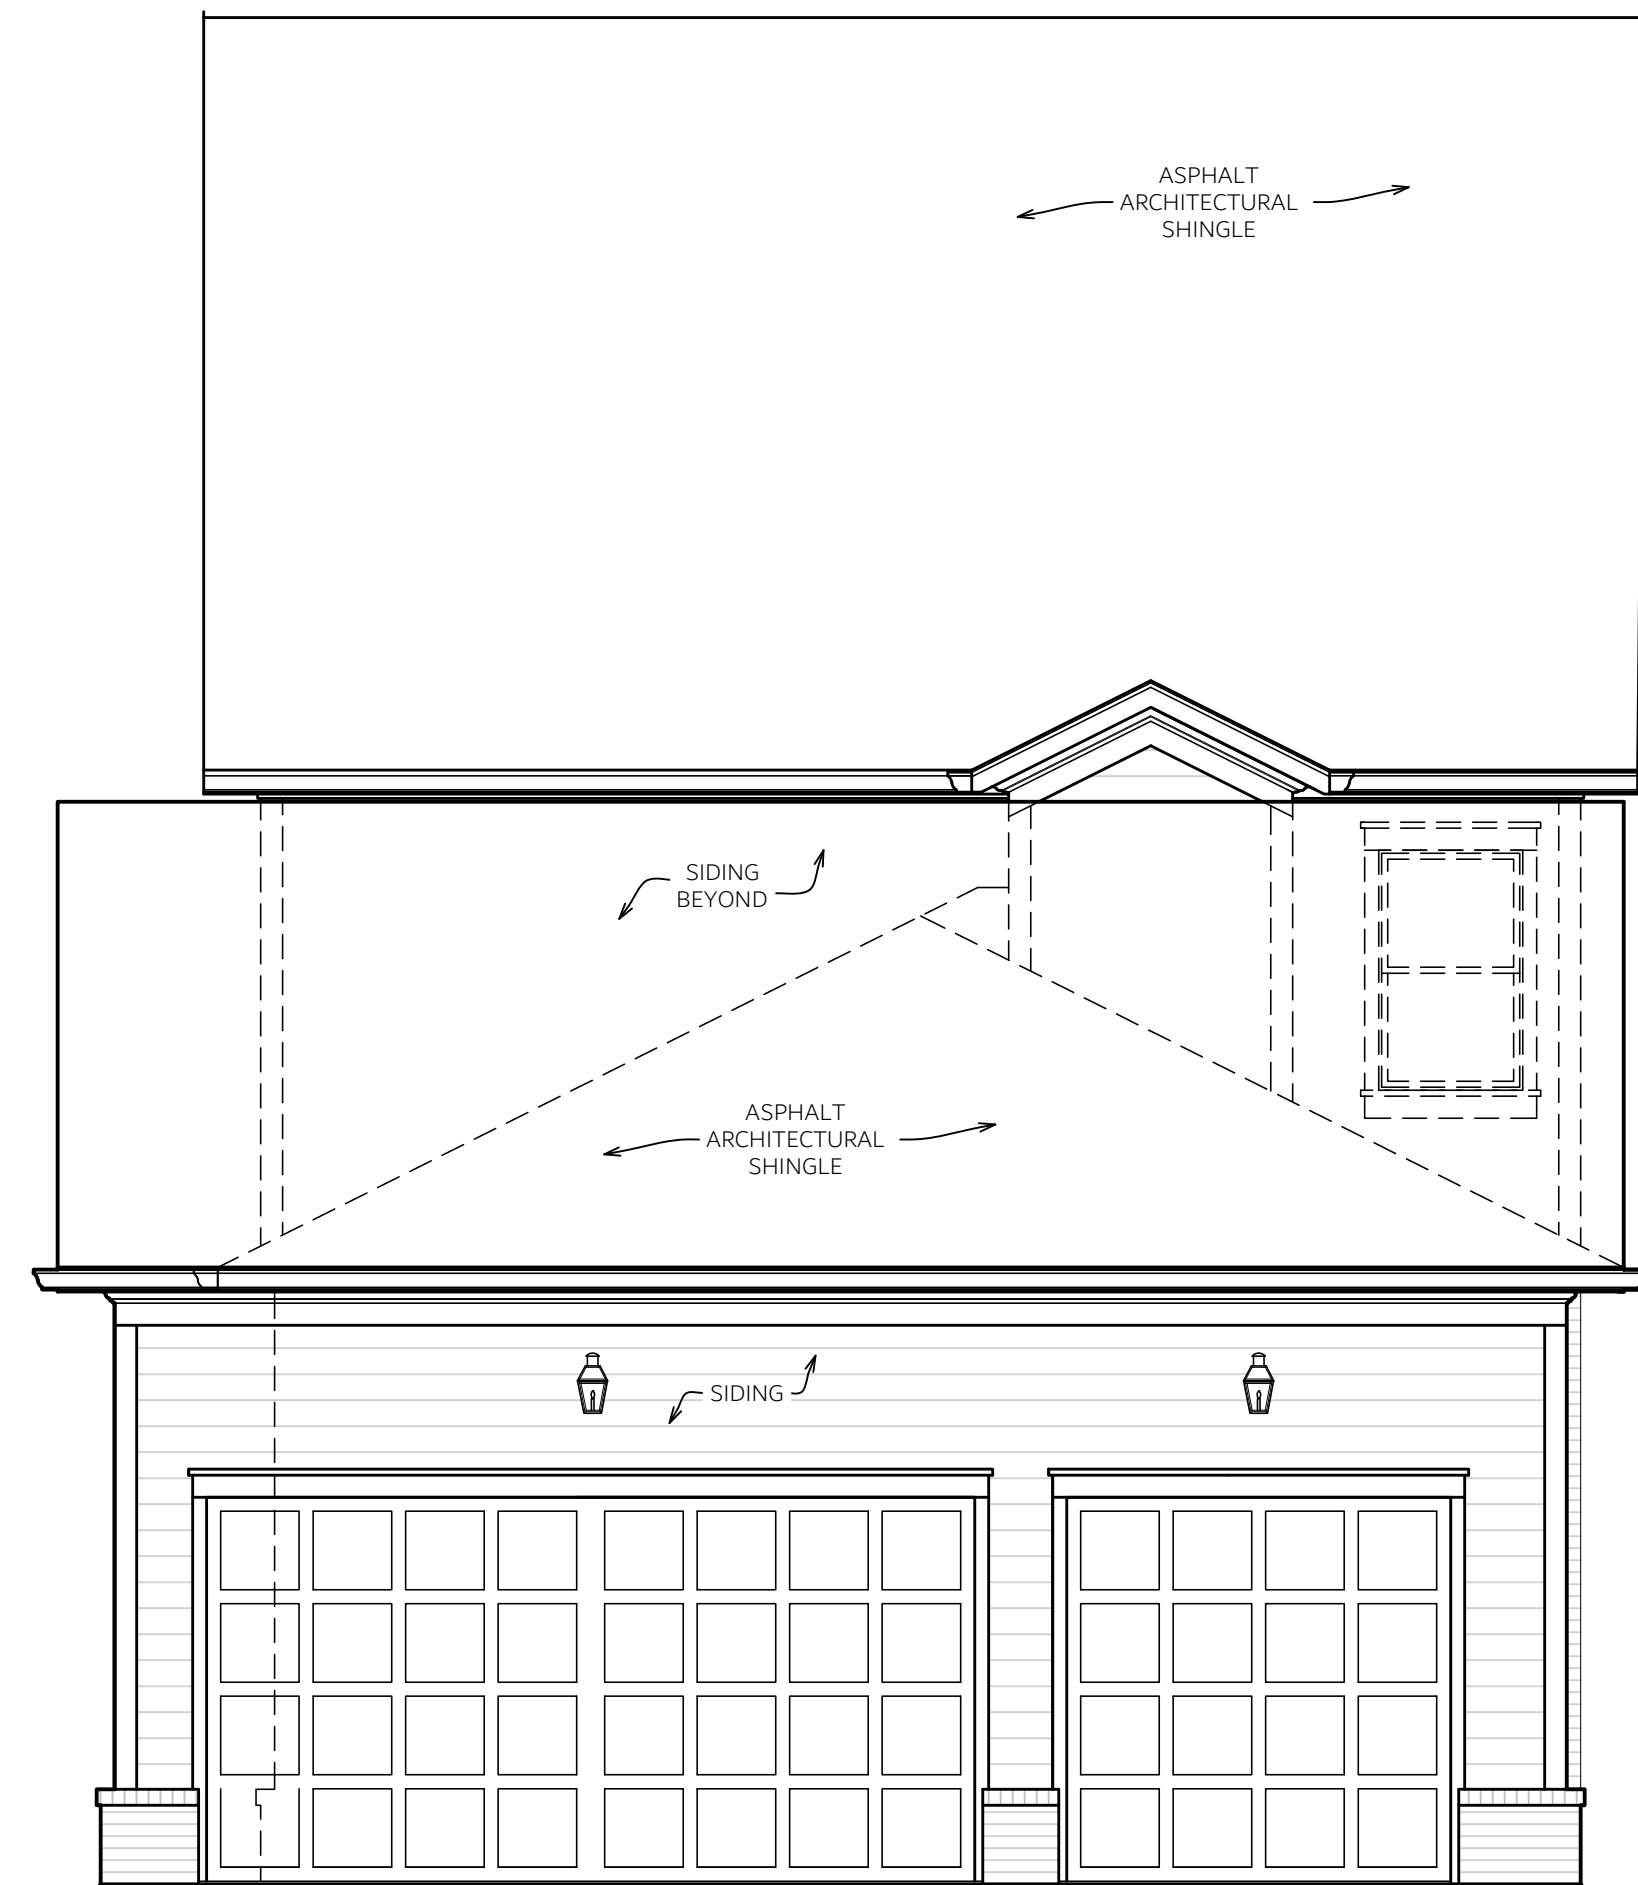 ASPHALT
ARCHITECTURAL
SHINGLE
SIDING
BEYOND
ASPHALT
ARCHITECTURAL
SHINGLE
SIDING